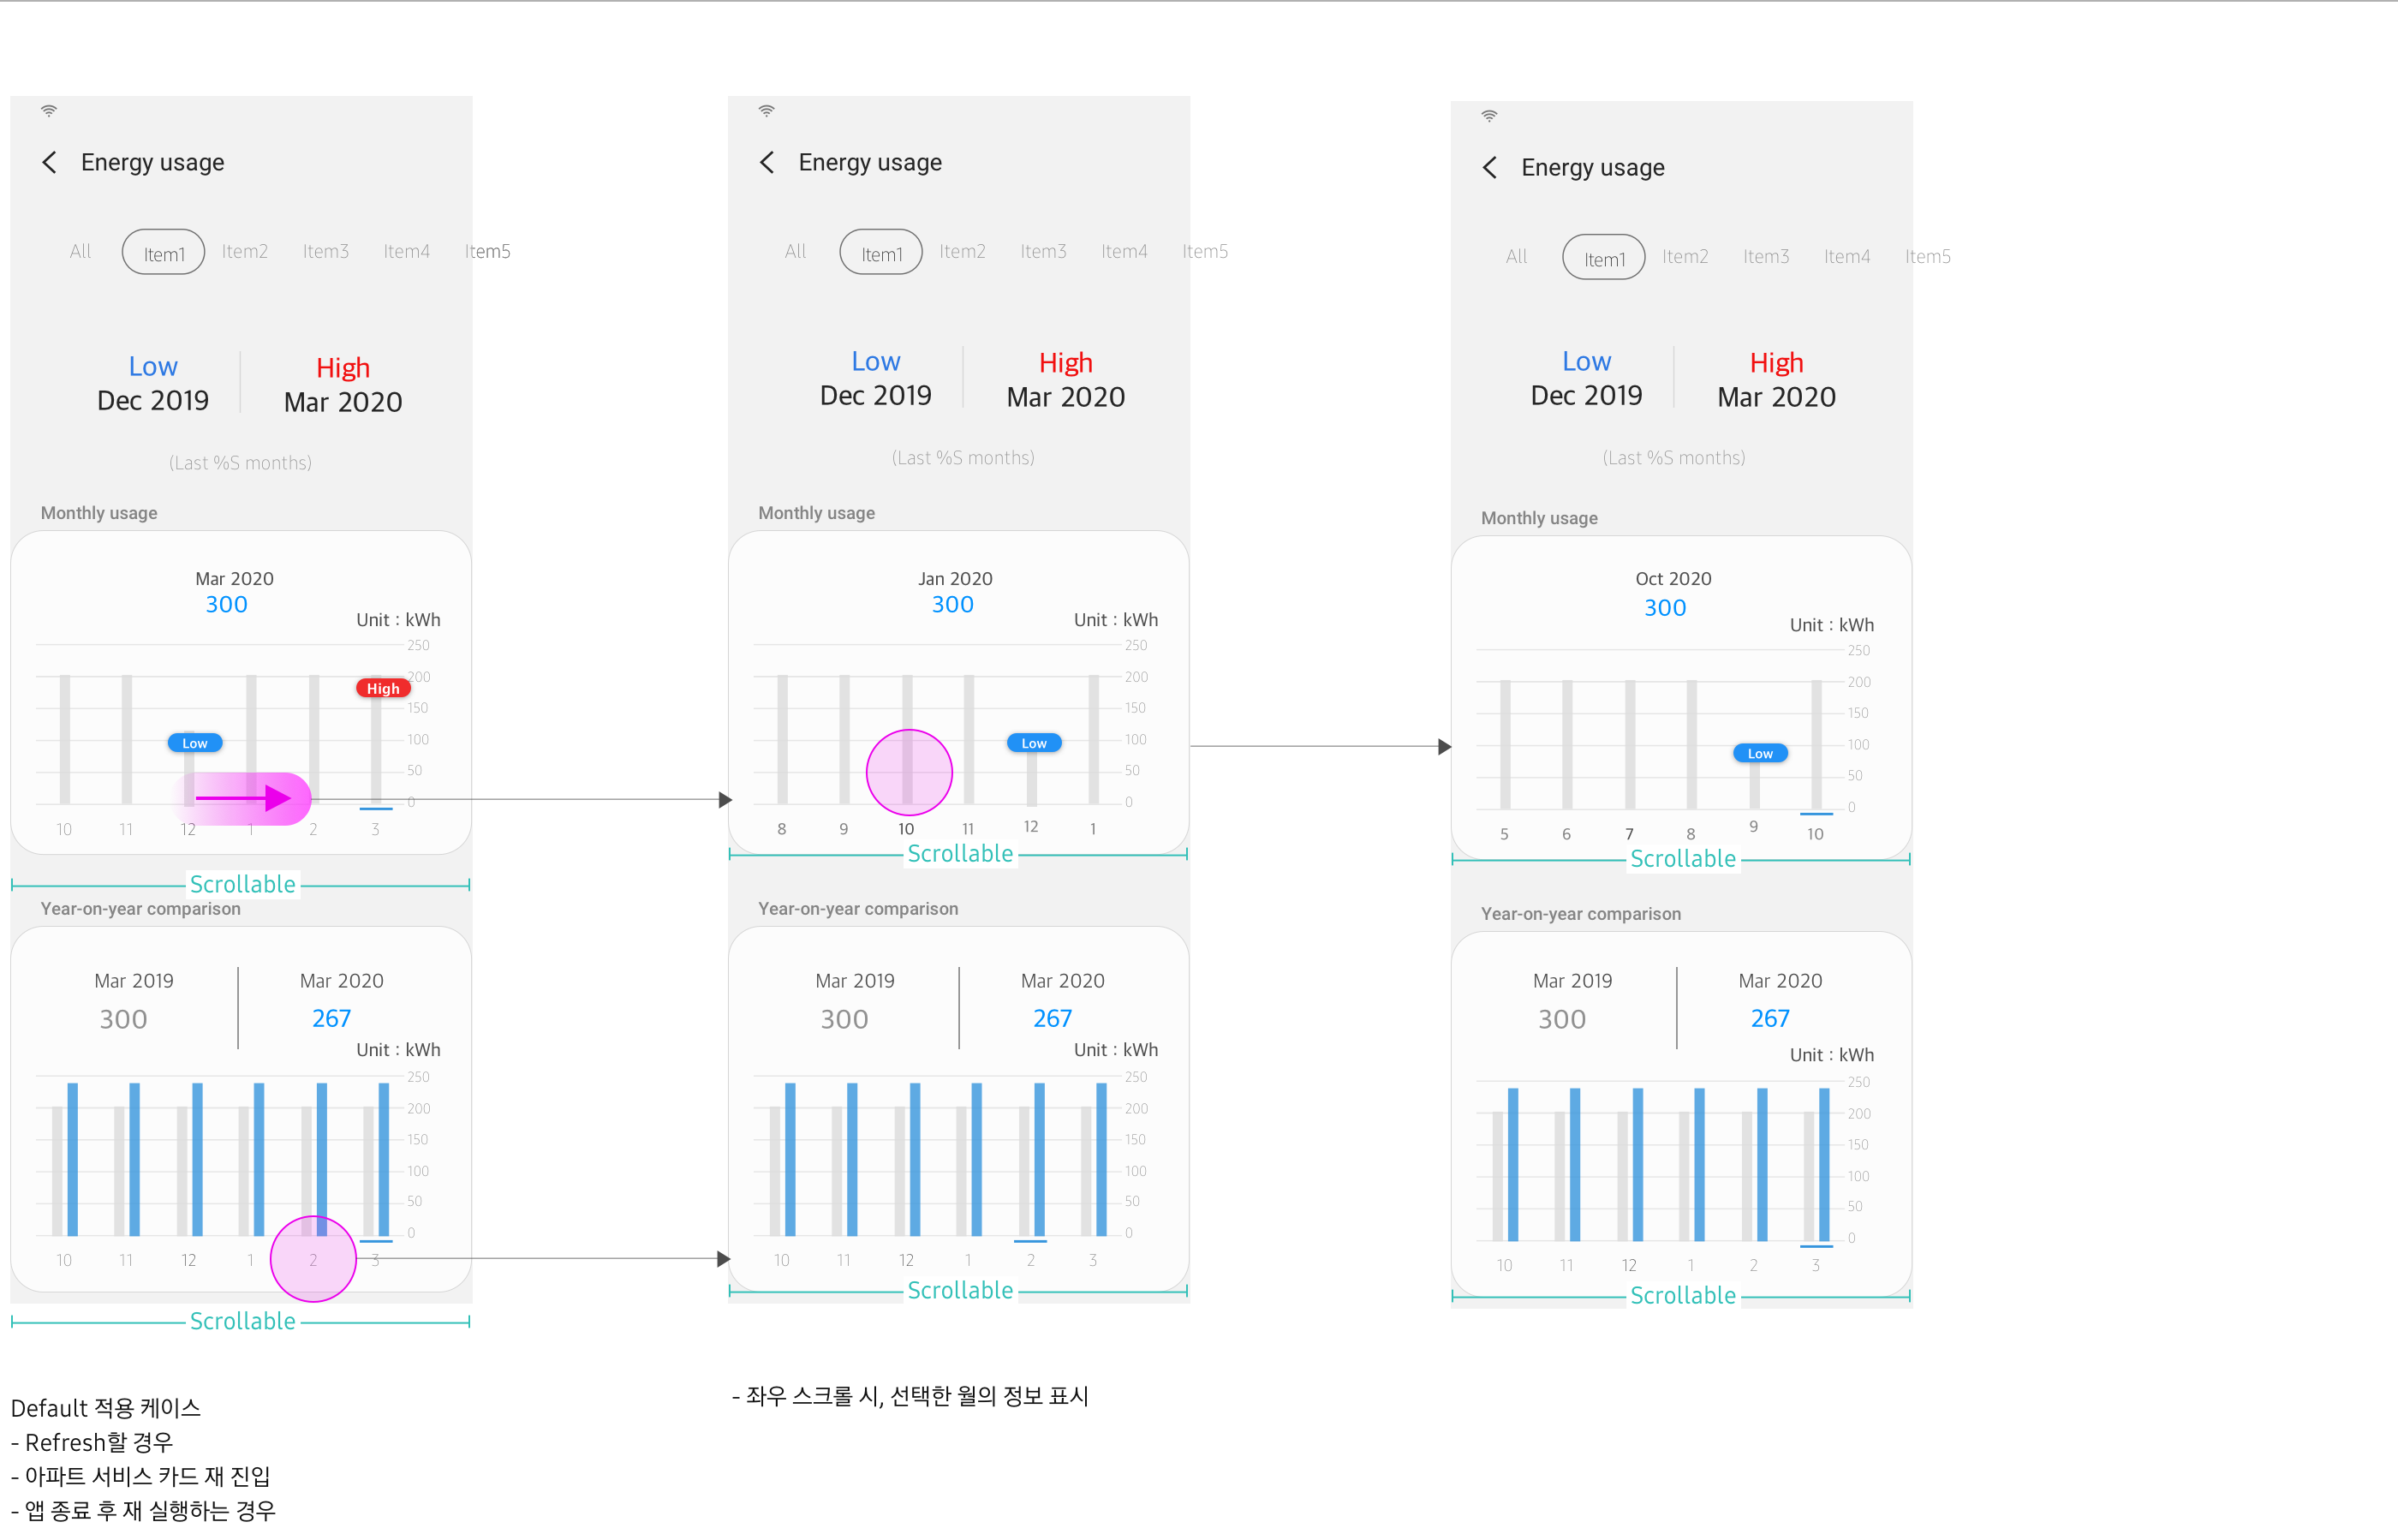 Energy usage
All Item1 Item2 Item3 Item4 Item5
Low High
Dec 2019 Mar 2020
(Last %S months)
Monthly usage
Mar 2020
300
Unit : kWh
250
200
High
150
Low
100
50
0
10 11 12 1 2 3
Scrollable
Year-on-year comparison
Mar 2019 Mar 2020
300 267
Unit : kWh
250
200
150
100
50
0
10 11 12 1 2 3
Scrollable
Default 적용 케이스
- Refresh할 경우
- 아파트 서비스 카드 재 진입
- 앱 종료 후 재 실행하는 경우
Energy usage
All Item1 Item2 Item3 Item4 Item5
Low High
Dec 2019 Mar 2020
(Last %S months)
Monthly usage
Jan 2020
300
Unit : kWh
250
200
150
Low
100
50
0
8 9 10 11 12 1
Scrollable
Year-on-year comparison
Mar 2019 Mar 2020
300 267
Unit : kWh
250
200
150
100
50
0
10 11 12 1 2 3
Scrollable
- 좌우 스크롤 시, 선택한 월의 정보 표시
Energy usage
All Item1 Item2 Item3 Item4 Item5
Low High
Dec 2019 Mar 2020
(Last %S months)
Monthly usage
Oct 2020
300
Unit : kWh
250
200
150
100
Low
50
0
5 6 7 8 9 10
Scrollable
Year-on-year comparison
Mar 2019 Mar 2020
300 267
Unit : kWh
250
200
150
100
50
0
10 11 12 1 2 3
Scrollable